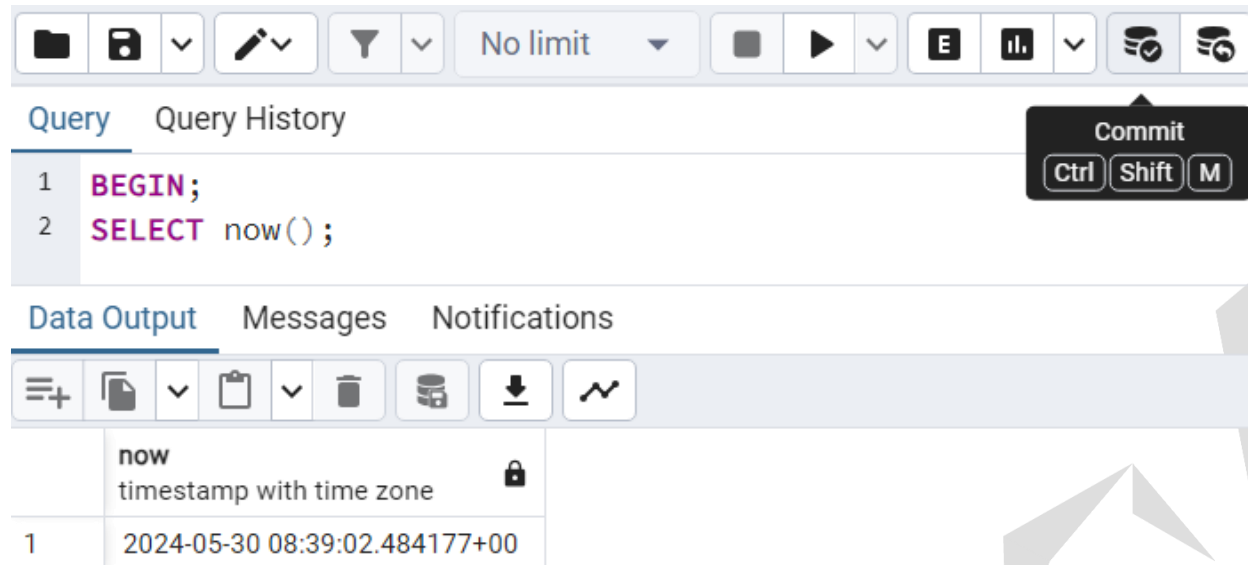 No limit
E
Query Query History
Commit
Ctrl Shift M
1 BEGIN;
2 SELECT now();
Data Output Messages Notifications
now
timestamp with time zone
1 2024-05-30 08:39:02.484177+00